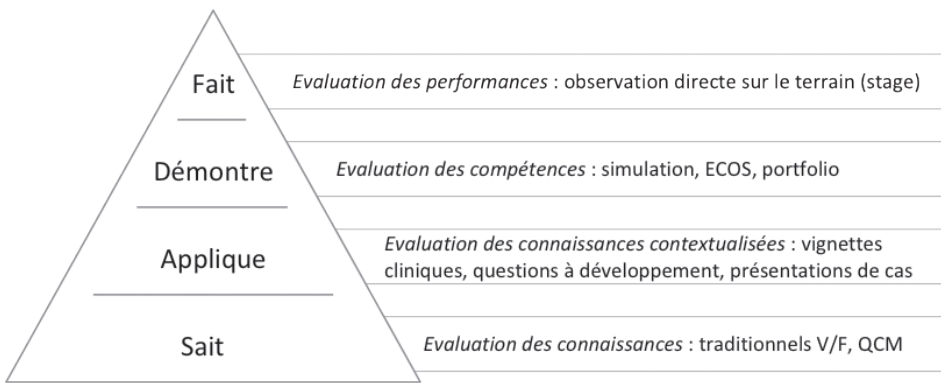 Fait
Evaluation des performances : observation directe sur le terrain (stage)
Démontre
Evaluation des compétences : simulation, ECOS, portfolio
Applique
Evaluation des connaissances contextualisées : vignettes
cliniques, questions à développement, présentations de cas
Sait
Evaluation des connaissances : traditionnels V/F, QCM